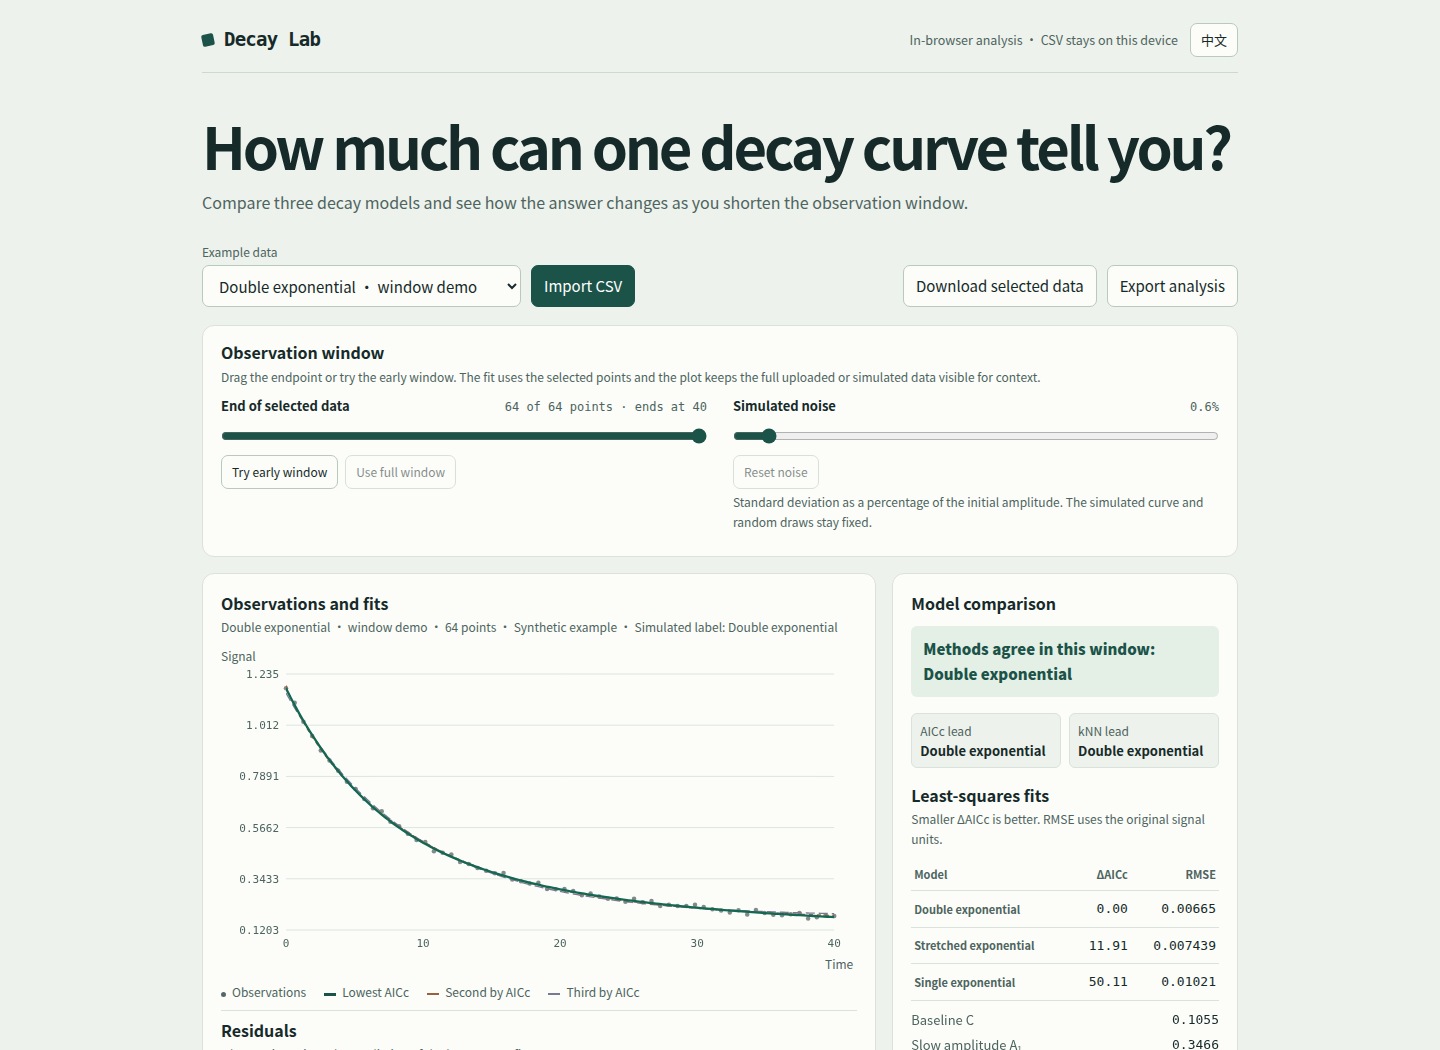 Decay Lab
In-browser analysis • CSV stays on this device
中文
How much can one decay curve tell you?
Compare three decay models and see how the answer changes as you shorten the observation window.
Example data
Double exponential • window demo
Import CSV
Download selected data
Export analysis
Observation window
Drag the endpoint or try the early window. The fit uses the selected points and the plot keeps the full uploaded or simulated data visible for context.
End of selected data
64 of 64 points · ends at 40
Simulated noise
0.6%
Try early window
Use full window
Reset noise
Standard deviation as a percentage of the initial amplitude. The simulated curve and
random draws stay fixed.
Observations and fits
Double exponential • window demo • 64 points • Synthetic example • Simulated label: Double exponential
Signal
1.235
1.012
0.7891
0.5662
0.3433
0.1203
0 10 20 30 40
Time
Observations
Lowest AICc
Second by AICc
Third by AICc
Residuals
Model comparison
Methods agree in this window:
Double exponential
AICc lead
Double exponential
kNN lead
Double exponential
Least-squares fits
Smaller ΔAICc is better. RMSE uses the original signal
units.
Model ΔAICc RMSE
Double exponential 0.00 0.00665
Stretched exponential 11.91 0.007439
Single exponential 50.11 0.01021
Baseline C 0.1055
Slow amplitude A₁ 0.3466